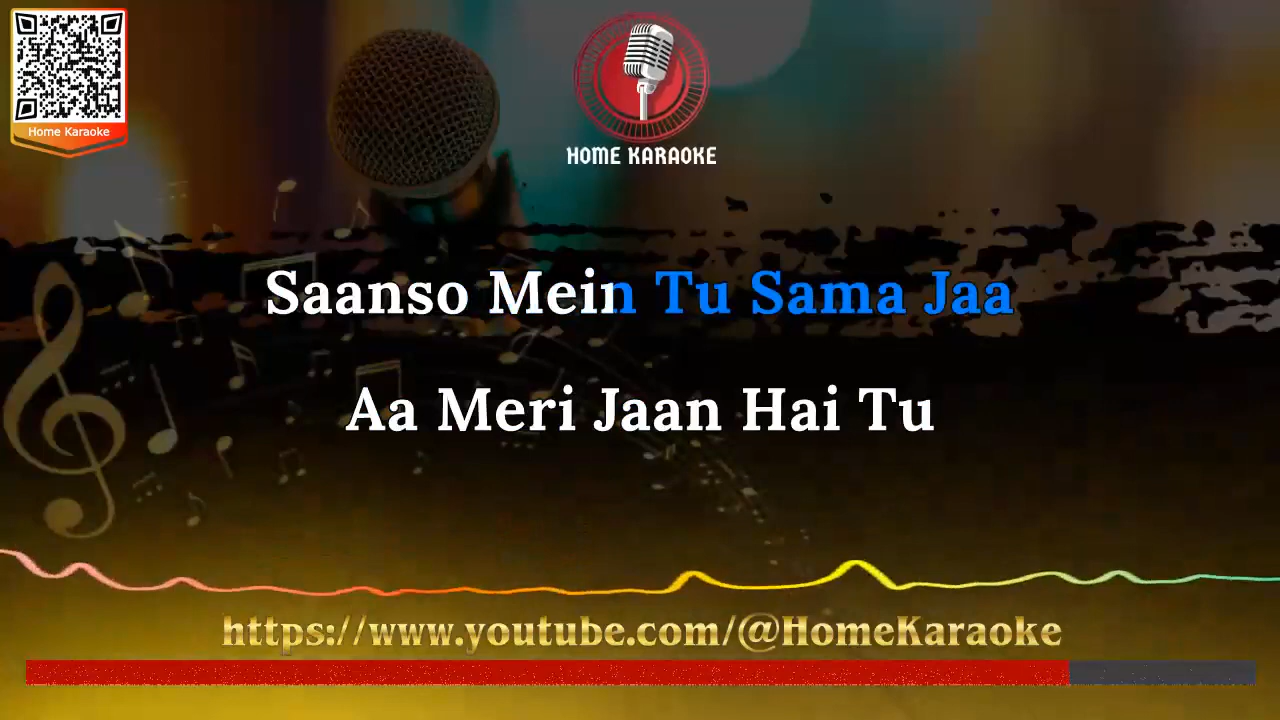 Home Karaoke
HOME KARAOKE
Saanso Mein Tu Sama Jaa
Aa Meri Jaan Hai Tu
https://www.youtube.com/@HomeKaraoke